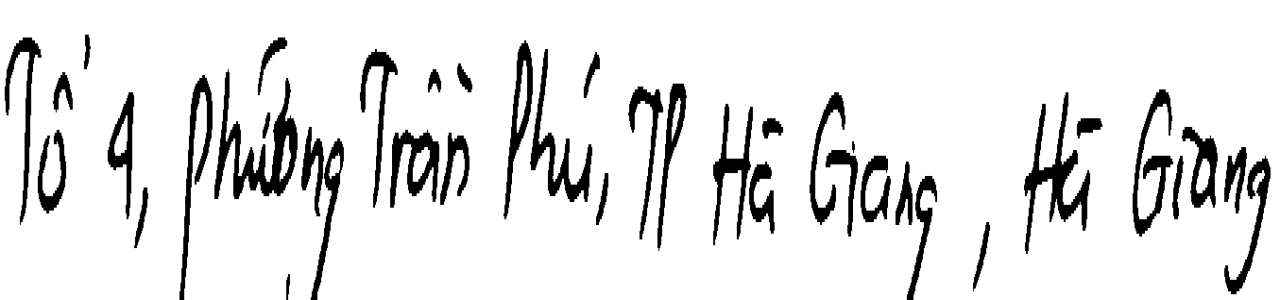 Tổ 4, Phường Trần Phú, TP Hà Giang, Hà Giang